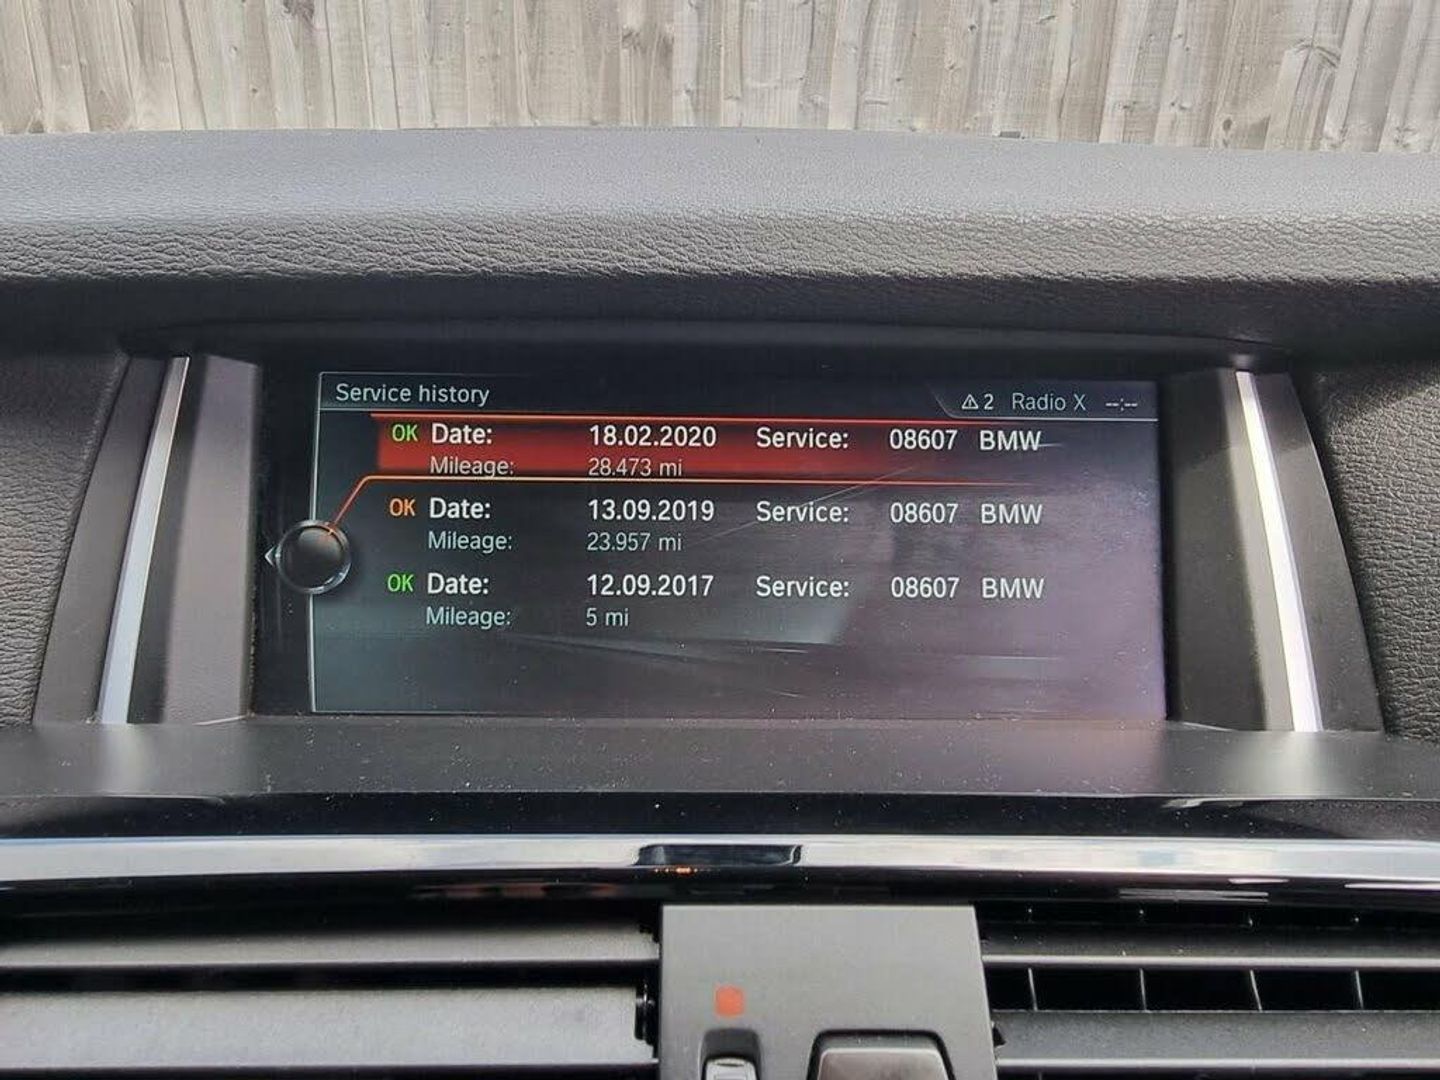 Service history
⚠ 2 Radio X --:--
OK Date: 18.02.2020 Service: 08607 BMW
Mileage: 28.473 mi
OK Date: 13.09.2019 Service: 08607 BMW
Mileage: 23.957 mi
OK Date: 12.09.2017 Service: 08607 BMW
Mileage: 5 mi